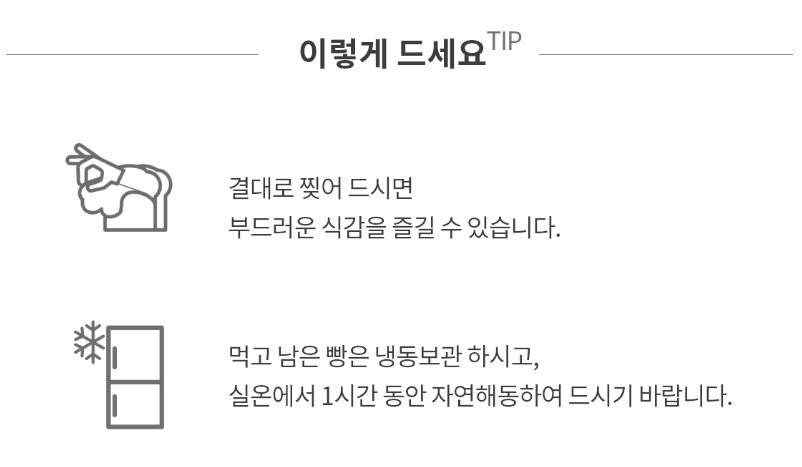 이렇게 드세요TIP
결대로 찢어 드시면
부드러운 식감을 즐길 수 있습니다.
먹고 남은 빵은 냉동보관 하시고,
실온에서 1시간 동안 자연해동하여 드시기 바랍니다.